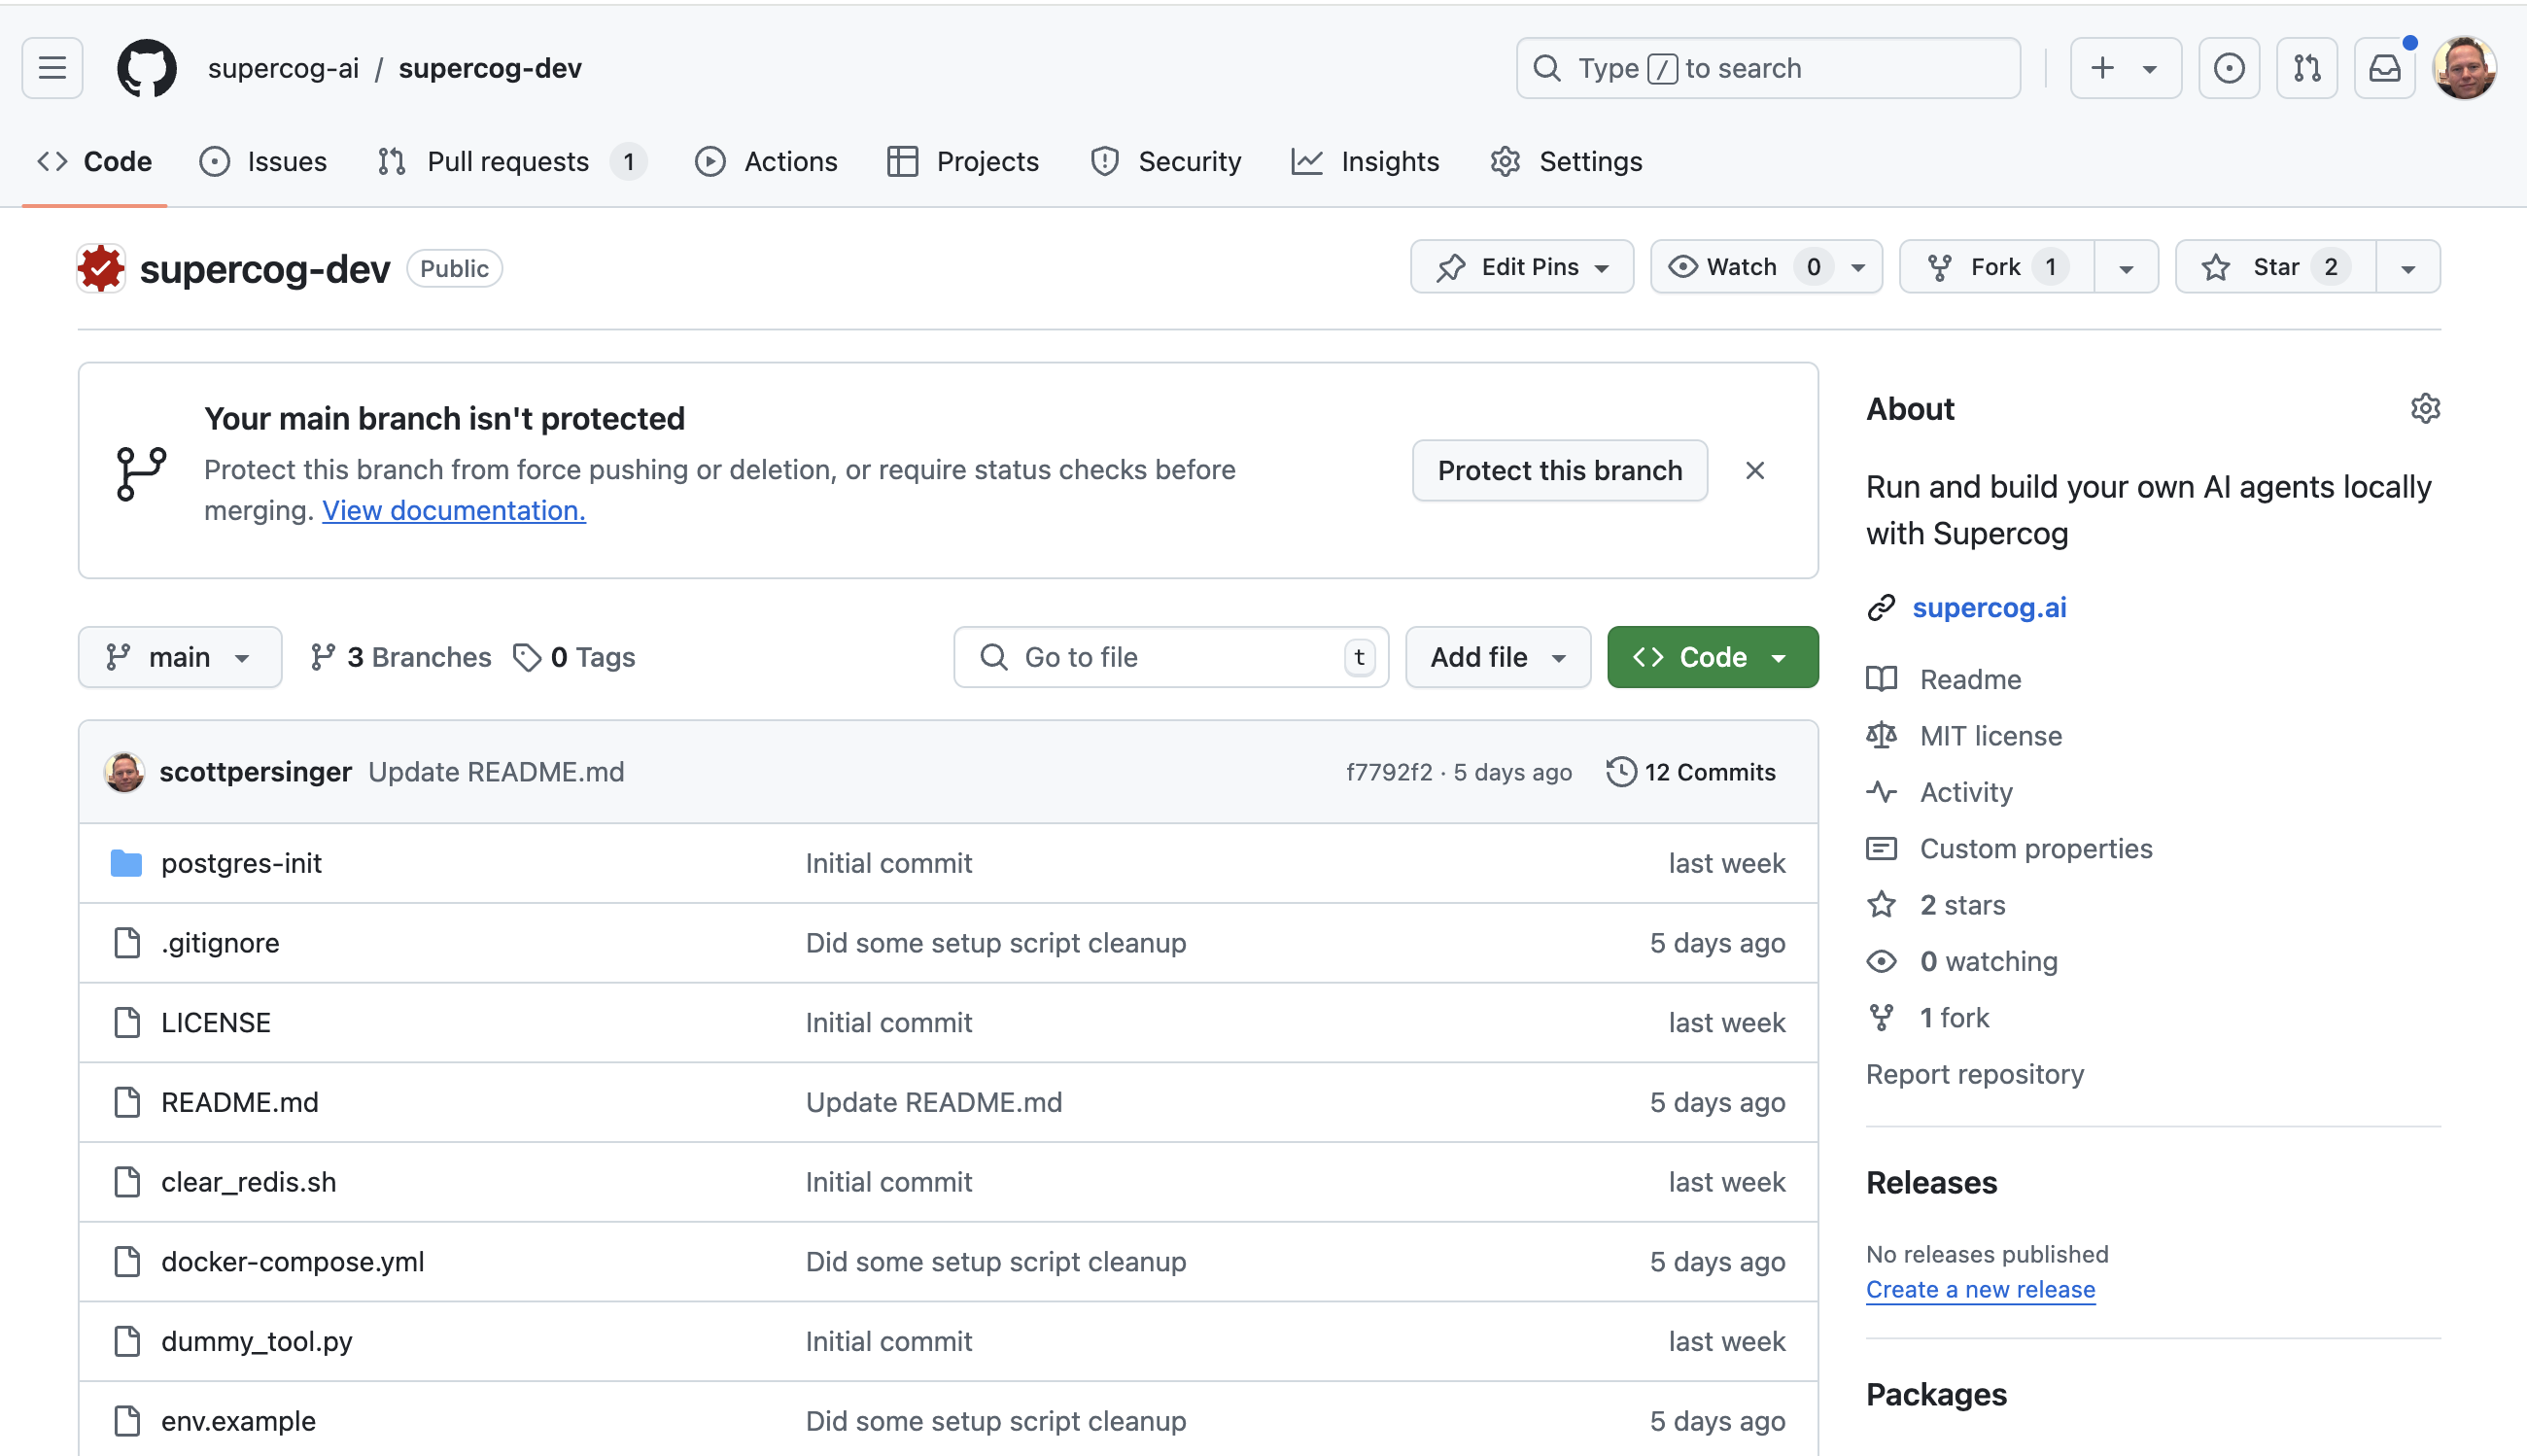 supercog-ai / supercog-dev
Type / to search
Code
Issues
Pull requests 1
Actions
Projects
Security
Insights
Settings
supercog-dev Public
Edit Pins
Watch 0
Fork 1
Star 2
Your main branch isn't protected
Protect this branch from force pushing or deletion, or require status checks before
merging. View documentation.
Protect this branch
main
3 Branches
0 Tags
Go to file t
Add file
Code
scottpersinger Update README.md f7792f2 · 5 days ago 12 Commits
postgres-init Initial commit last week
.gitignore Did some setup script cleanup 5 days ago
LICENSE Initial commit last week
README.md Update README.md 5 days ago
clear_redis.sh Initial commit last week
docker-compose.yml Did some setup script cleanup 5 days ago
dummy_tool.py Initial commit last week
env.example Did some setup script cleanup 5 days ago
About
Run and build your own AI agents locally
with Supercog
supercog.ai
Readme
MIT license
Activity
Custom properties
2 stars
0 watching
1 fork
Report repository
Releases
No releases published
Create a new release
Packages